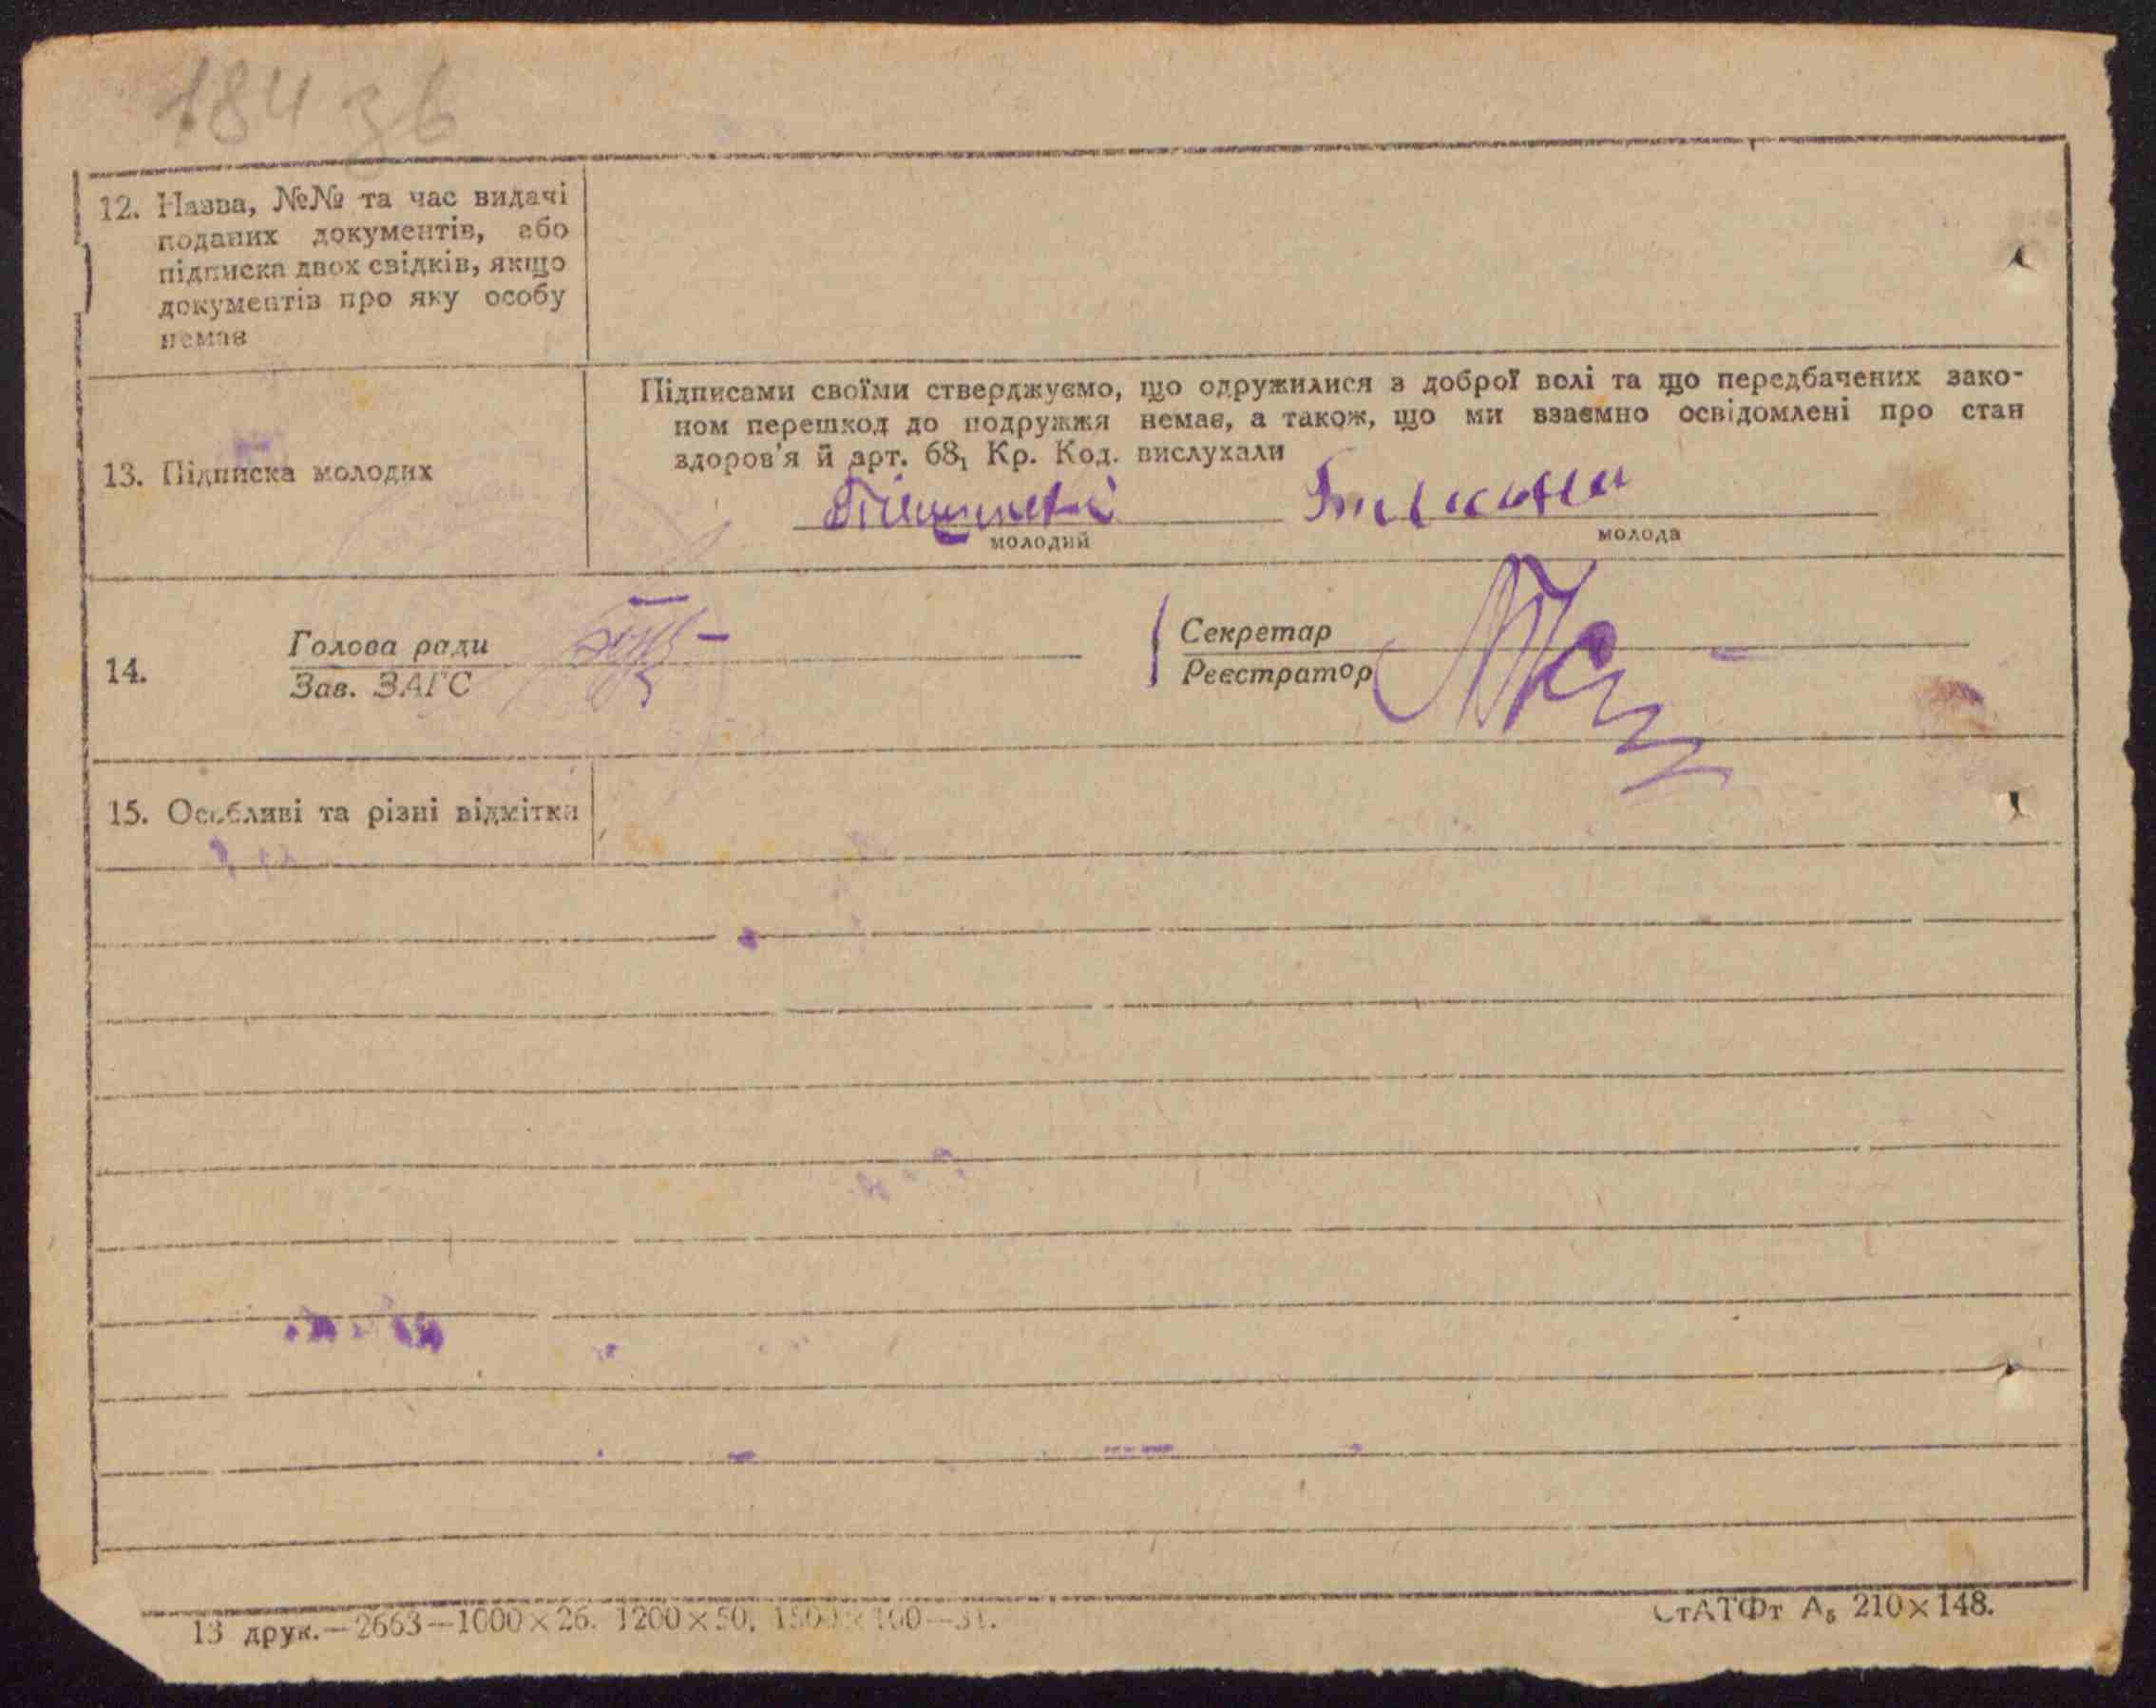 184 зв
12. Назва, №№ та час видачі
поданих документів, або
підписка двох свідків, якщо
документів про яку особу
немає
13. Підписка молодих
Підписами своїми стверджуємо, що одружилися з доброї волі та що передбачених зако-
ном перешкод до подружжя немає, а також, що ми взаємно освідомлені про стан
здоров'я й арт. 68₁ Кр. Код. вислухали
молодий
молода
14.
Голова ради
Зав. ЗАГС
Секретар
Реєстратор
15. Особливі та різні відмітки
13 друк.—2663—1000×26. 1200×50, 1500×100—31.
СтАТФт А₅ 210×148.